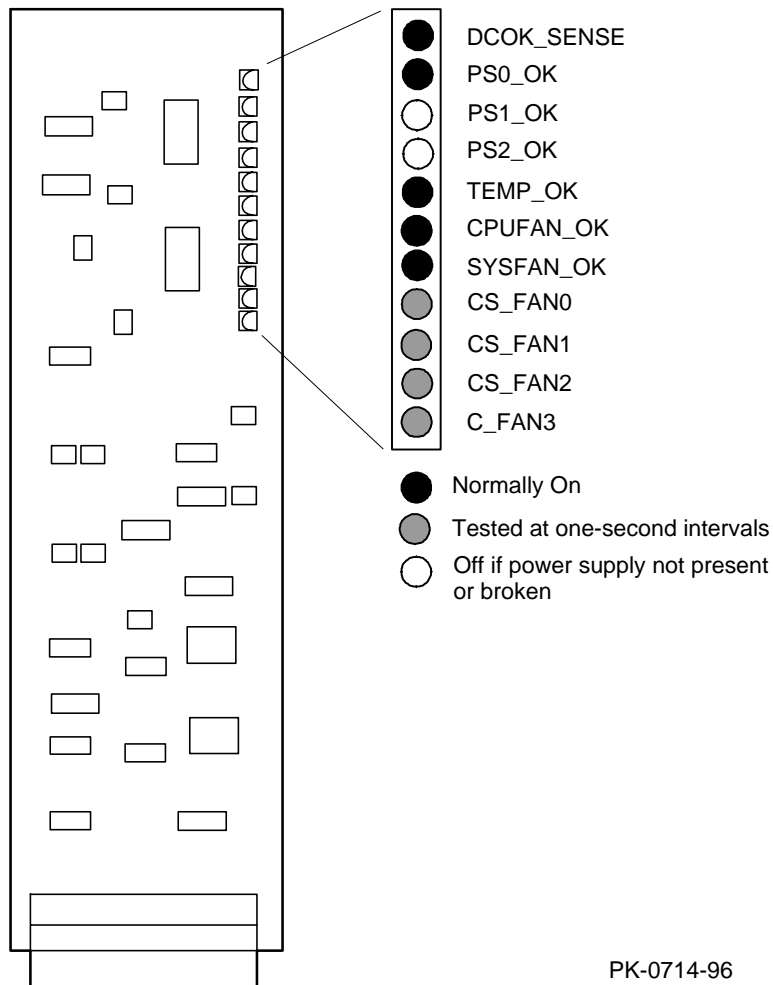 DCOK_SENSE
PS0_OK
PS1_OK
PS2_OK
TEMP_OK
CPUFAN_OK
SYSFAN_OK
CS_FAN0
CS_FAN1
CS_FAN2
C_FAN3
Normally On
Tested at one-second intervals
Off if power supply not present
or broken
PK-0714-96